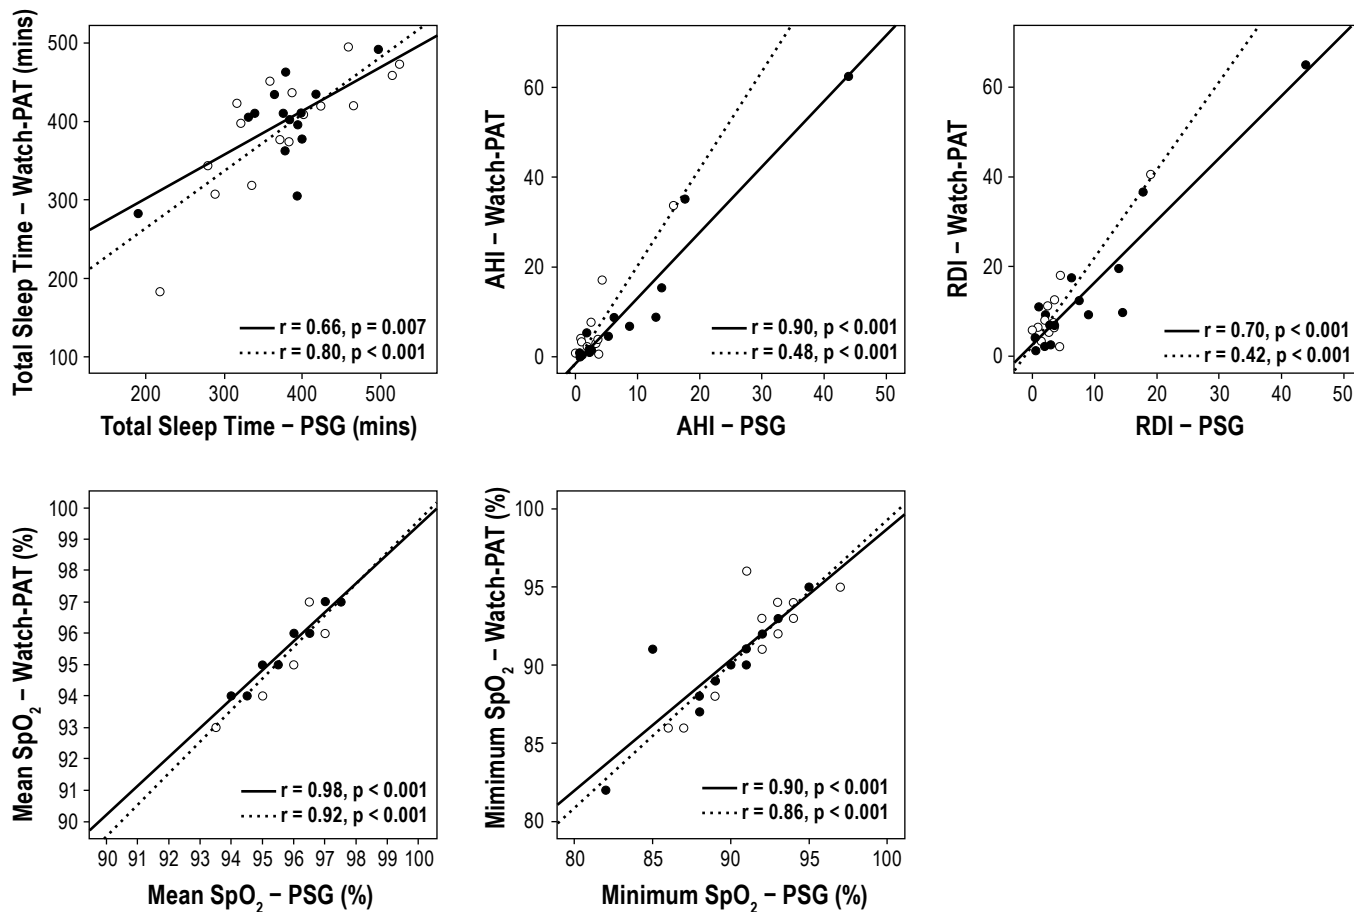 Total Sleep Time – Watch-PAT (mins)
500
400
300
200
100
r = 0.66, p = 0.007
r = 0.80, p < 0.001
200 300 400 500
Total Sleep Time – PSG (mins)
AHI – Watch-PAT
60
40
20
0
r = 0.90, p < 0.001
r = 0.48, p < 0.001
0 10 20 30 40 50
AHI – PSG
RDI – Watch-PAT
60
40
20
0
r = 0.70, p < 0.001
r = 0.42, p < 0.001
0 10 20 30 40 50
RDI – PSG
Mean SpO₂ – Watch-PAT (%)
100
99
98
97
96
95
94
93
91
90
r = 0.98, p < 0.001
r = 0.92, p < 0.001
90 91 92 93 94 95 96 97 98 99 100
Mean SpO₂ – PSG (%)
Mimimum SpO₂ – Watch-PAT (%)
100
95
90
85
80
r = 0.90, p < 0.001
r = 0.86, p < 0.001
80 85 90 95 100
Minimum SpO₂ – PSG (%)